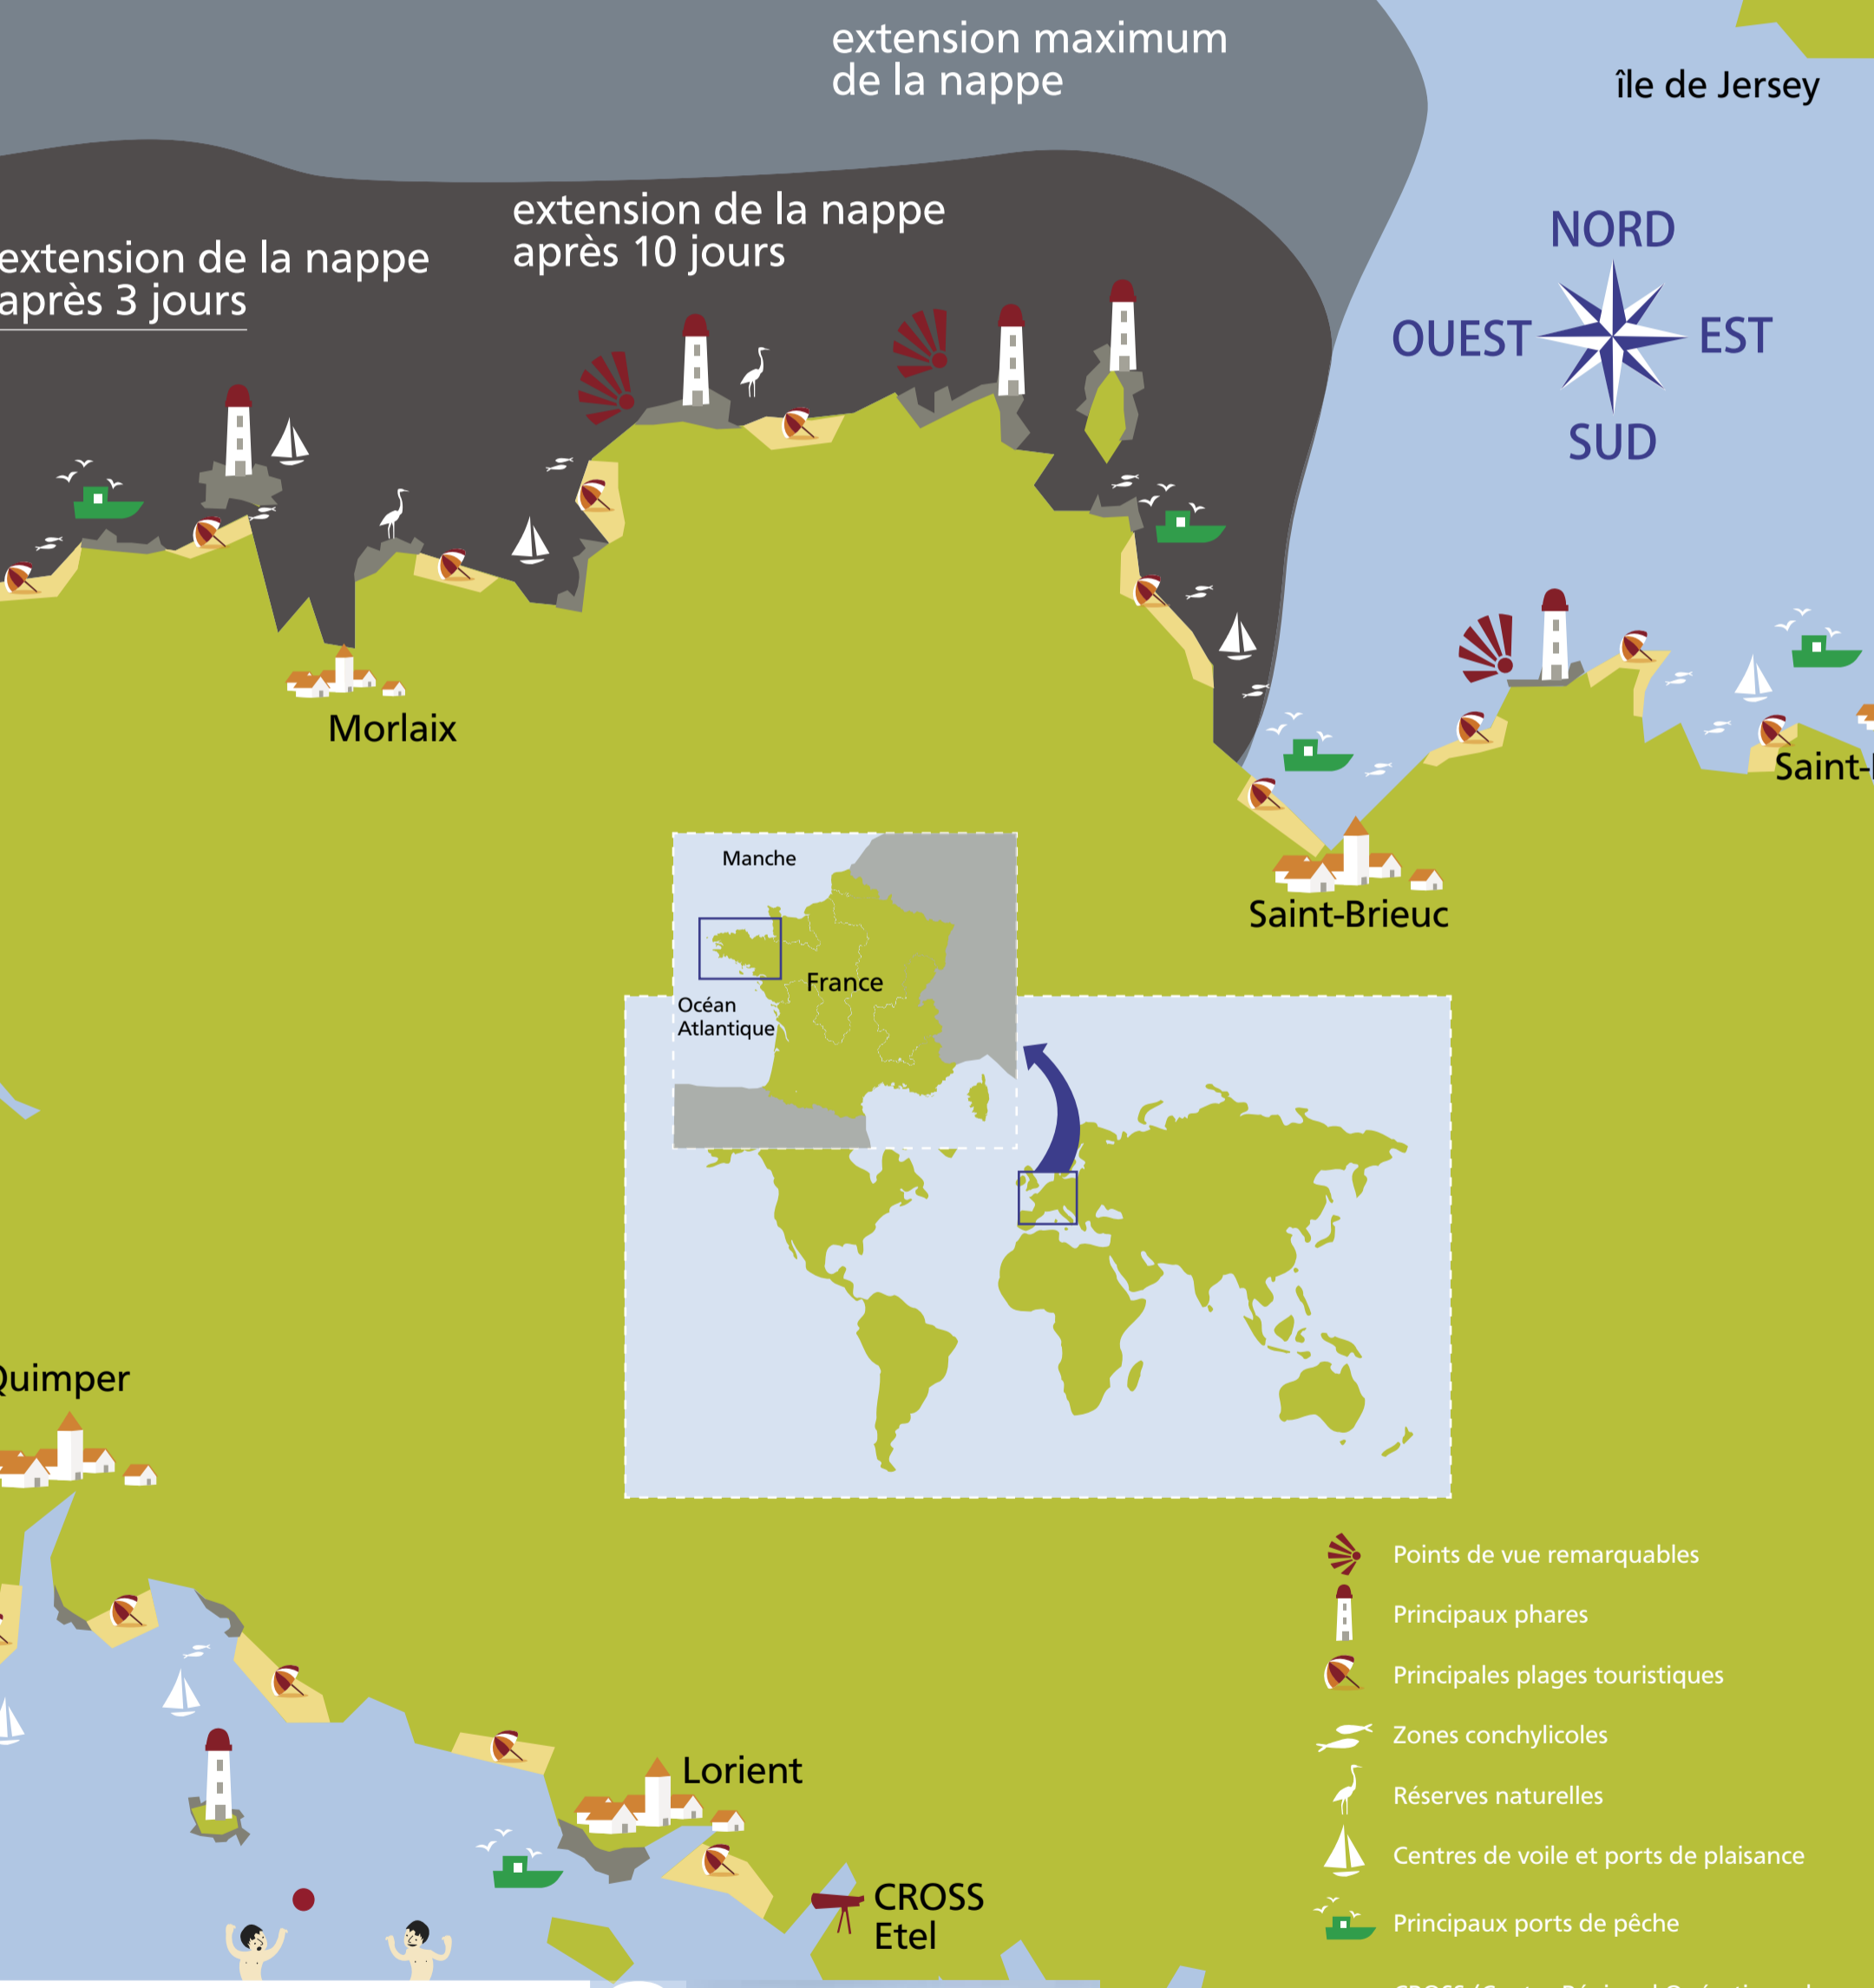 extension maximum
de la nappe
île de Jersey
extension de la nappe
après 10 jours
extension de la nappe
après 3 jours
NORD
OUEST
EST
SUD
Morlaix
Saint-
Saint-Brieuc
Manche
France
Océan
Atlantique
Quimper
Lorient
CROSS
Etel
Points de vue remarquables
Principaux phares
Principales plages touristiques
Zones conchylicoles
Réserves naturelles
Centres de voile et ports de plaisance
Principaux ports de pêche